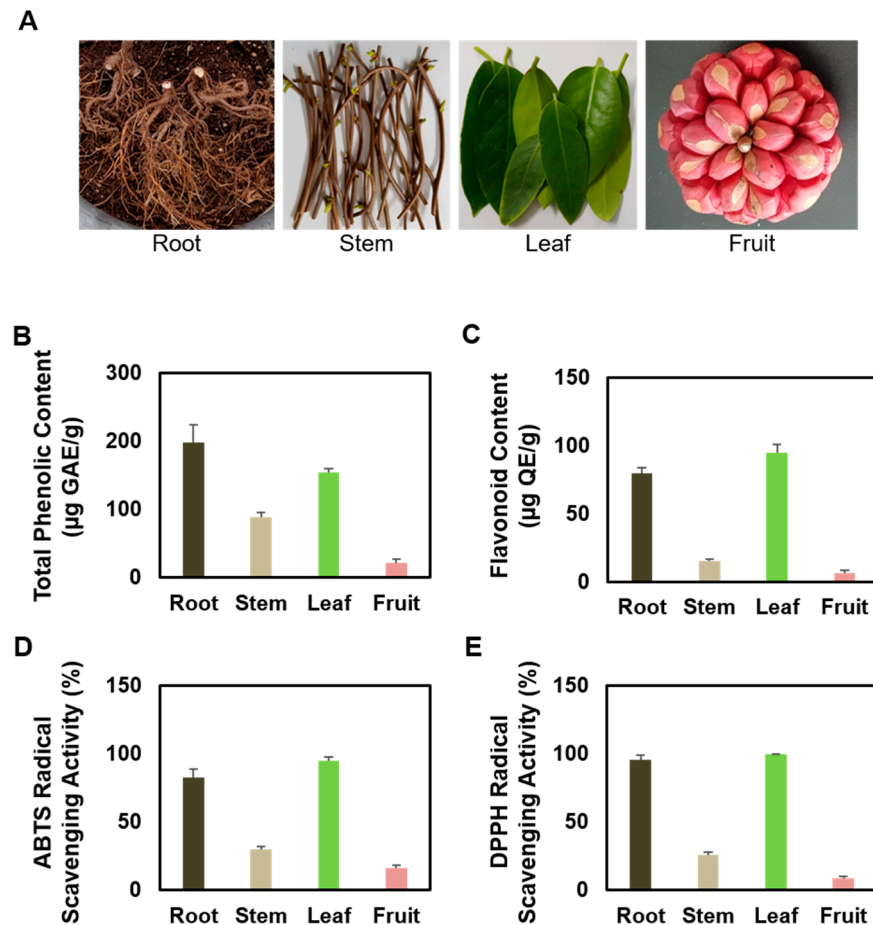 A
Root
Stem
Leaf
Fruit
B
Total Phenolic Content
(µg GAE/g)
300
200
100
0
Root Stem Leaf Fruit
C
Flavonoid Content
(µg QE/g)
150
100
50
0
Root Stem Leaf Fruit
D
ABTS Radical
Scavenging Activity (%)
150
100
50
0
Root Stem Leaf Fruit
E
DPPH Radical
Scavenging Activity (%)
150
100
50
0
Root Stem Leaf Fruit